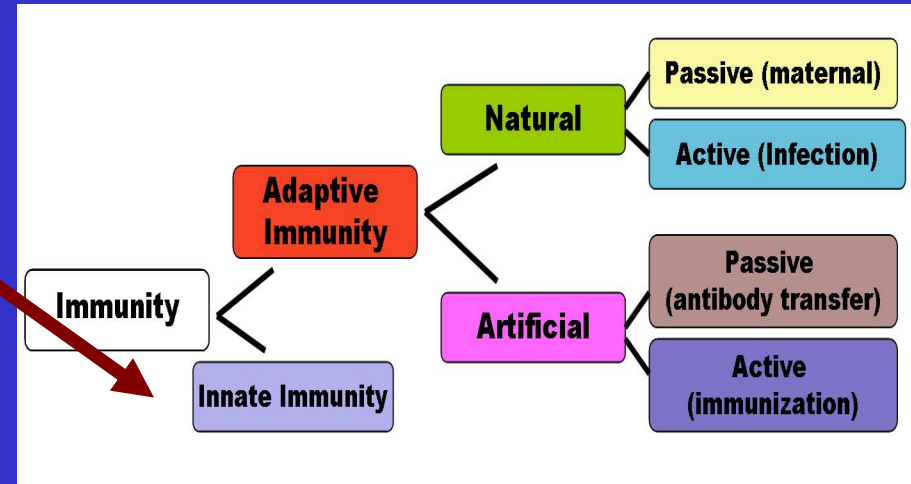 Passive (maternal)
Natural
Active (Infection)
Adaptive
Immunity
Passive
(antibody transfer)
Immunity
Artificial
Active
(immunization)
Innate Immunity